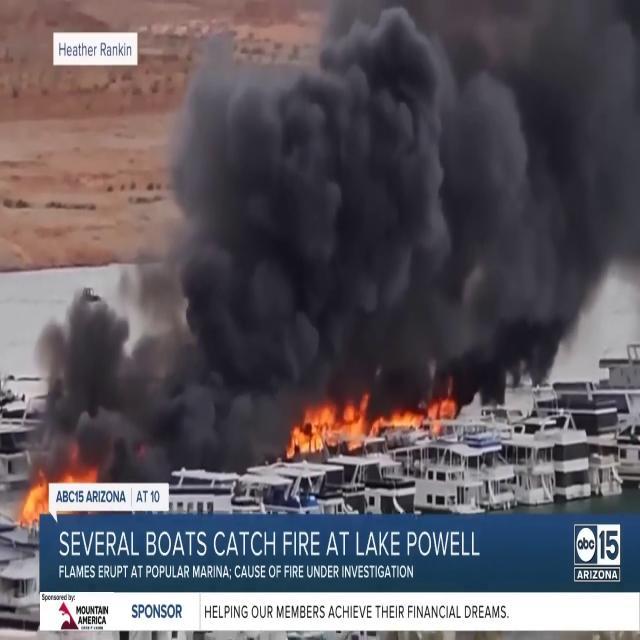 Heather Rankin
ABC15 ARIZONA AT 10
SEVERAL BOATS CATCH FIRE AT LAKE POWELL
FLAMES ERUPT AT POPULAR MARINA; CAUSE OF FIRE UNDER INVESTIGATION
abc 15
ARIZONA
Sponsored by:
MOUNTAIN
AMERICA
SPONSOR
HELPING OUR MEMBERS ACHIEVE THEIR FINANCIAL DREAMS.